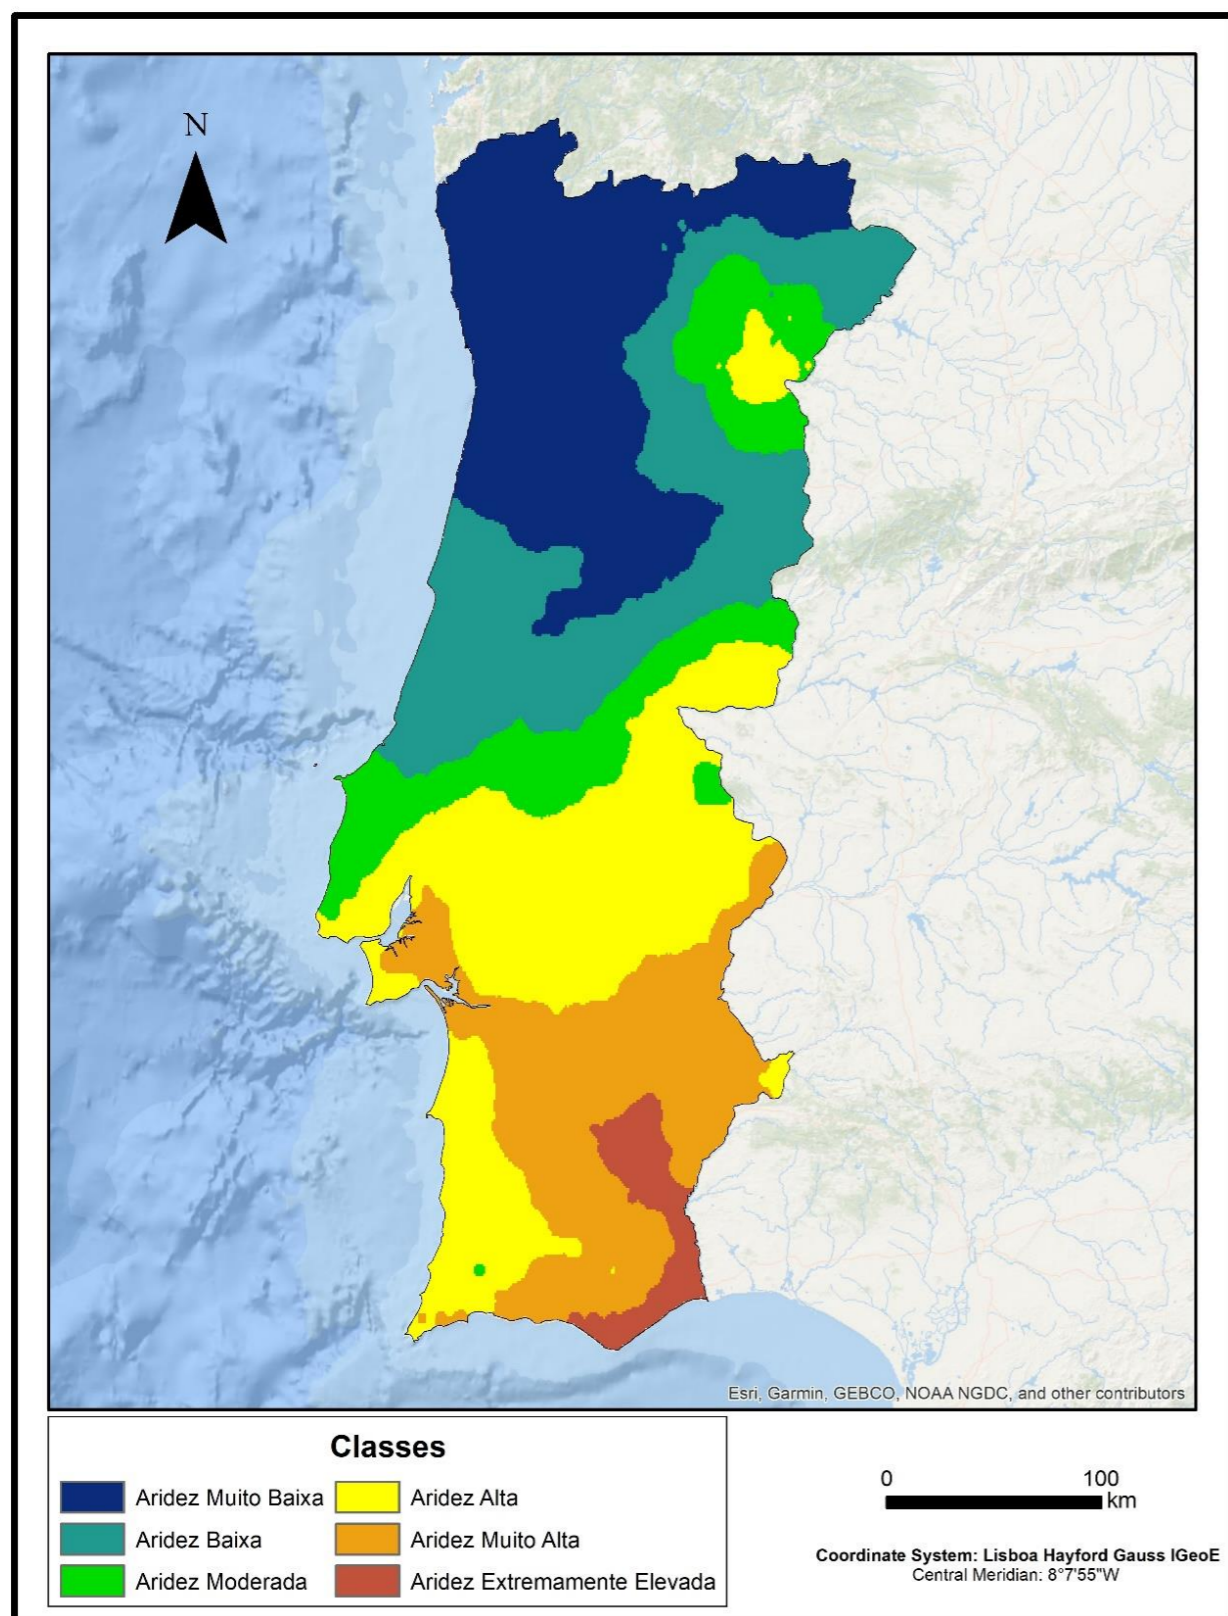 N
Esri, Garmin, GEBCO, NOAA NGDC, and other contributors
Classes
Aridez Muito Baixa
Aridez Baixa
Aridez Moderada
Aridez Alta
Aridez Muito Alta
Aridez Extremamente Elevada
0 100
km
Coordinate System: Lisboa Hayford Gauss IGeoE
Central Meridian: 8°7'55"W